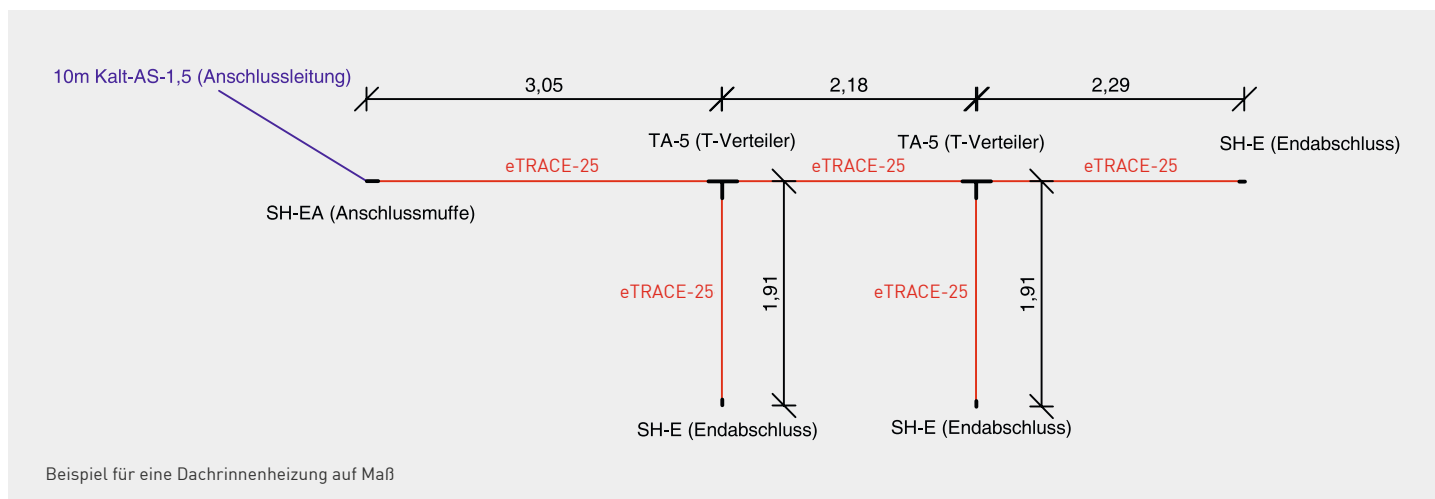 10m Kalt-AS-1,5 (Anschlussleitung)
3,05
2,18
2,29
TA-5 (T-Verteiler)
TA-5 (T-Verteiler)
SH-E (Endabschluss)
eTRACE-25
eTRACE-25
eTRACE-25
SH-EA (Anschlussmuffe)
eTRACE-25
1,91
eTRACE-25
1,91
SH-E (Endabschluss)
SH-E (Endabschluss)
Beispiel für eine Dachrinnenheizung auf Maß